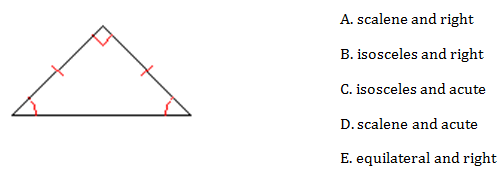 A. scalene and right
B. isosceles and right
C. isosceles and acute
D. scalene and acute
E. equilateral and right